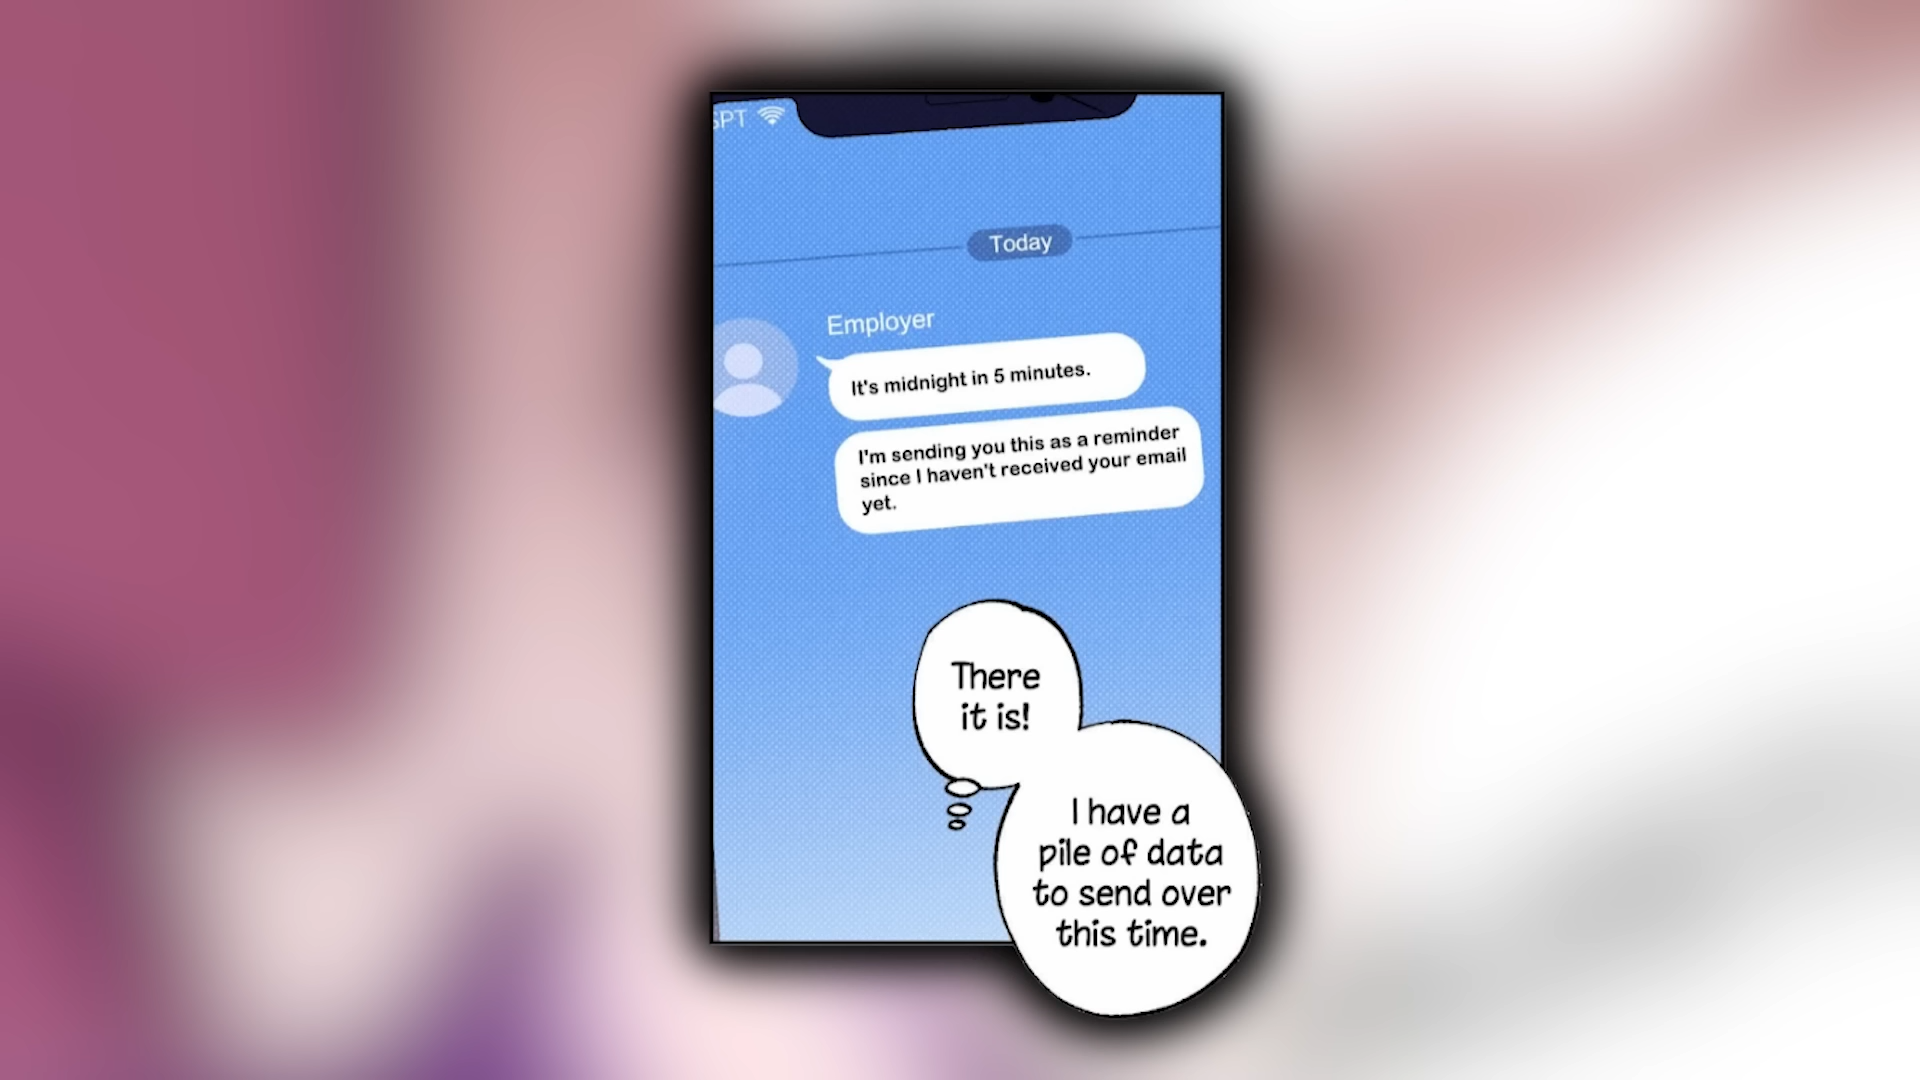 SPT
Today
Employer
It's midnight in 5 minutes.
I'm sending you this as a reminder
since I haven't received your email
yet.
There
it is!
I have a
pile of data
to send over
this time.